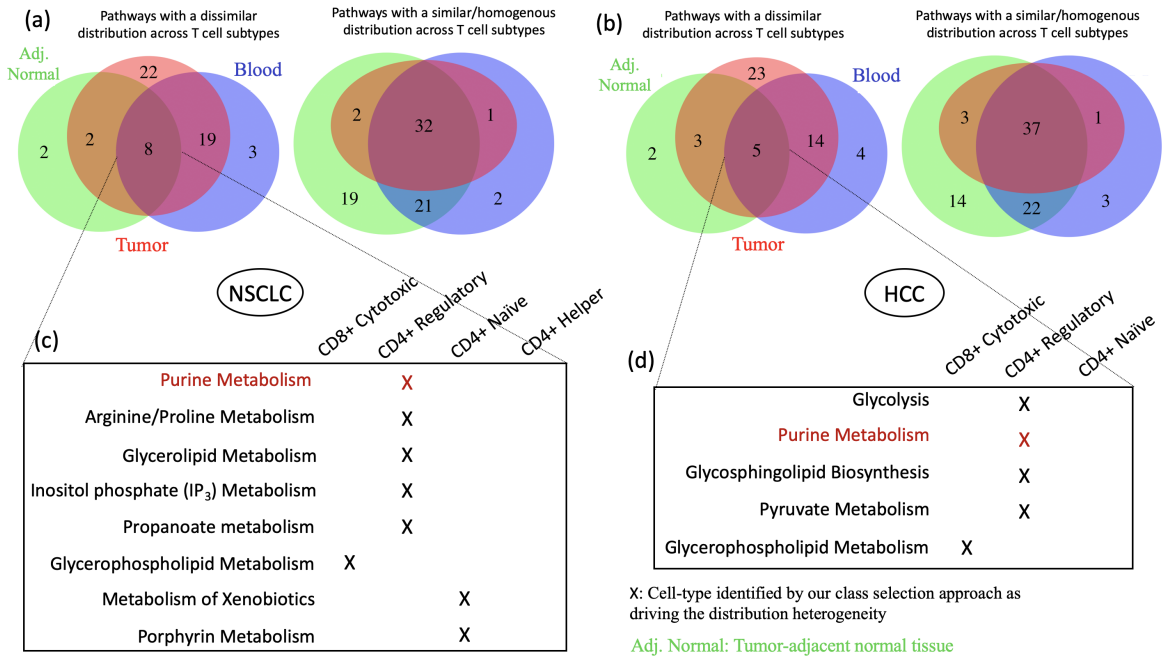 (a)
Pathways with a dissimilar
distribution across T cell subtypes
Pathways with a similar/homogenous
distribution across T cell subtypes
Adj.
Normal
Blood
Tumor
22
2
2
8
19
3
2
32
1
19
21
2
NSCLC
(b)
Pathways with a dissimilar
distribution across T cell subtypes
Pathways with a similar/homogenous
distribution across T cell subtypes
Adj.
Normal
Blood
Tumor
23
2
3
5
14
4
3
37
1
14
22
3
HCC
(c)
CD8+ Cytotoxic
CD4+ Regulatory
CD4+ Naïve
CD4+ Helper
Purine Metabolism X
Arginine/Proline Metabolism X
Glycerolipid Metabolism X
Inositol phosphate (IP3) Metabolism X
Propanoate metabolism X
Glycerophospholipid Metabolism X
Metabolism of Xenobiotics X
Porphyrin Metabolism X
(d)
CD8+ Cytotoxic
CD4+ Regulatory
CD4+ Naïve
Glycolysis X
Purine Metabolism X
Glycosphingolipid Biosynthesis X
Pyruvate Metabolism X
Glycerophospholipid Metabolism X
X: Cell-type identified by our class selection approach as
driving the distribution heterogeneity
Adj. Normal: Tumor-adjacent normal tissue